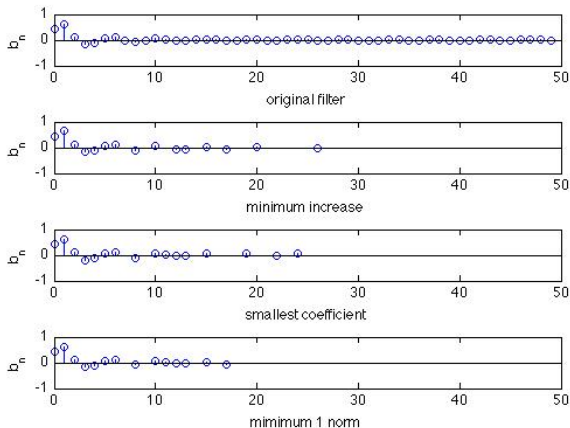 1
0
-1
b_n
0 10 20 30 40 50
original filter
1
0
-1
b_n
0 10 20 30 40 50
minimum increase
1
0
-1
b_n
0 10 20 30 40 50
smallest coefficient
1
0
-1
b_n
0 10 20 30 40 50
mimimum 1 norm